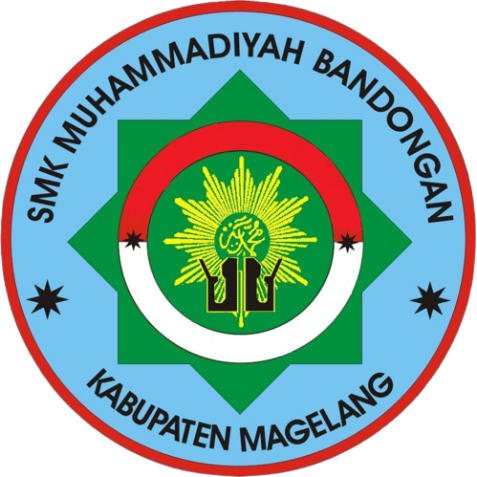 SMK MUHAMMADIYAH BANDONGAN
KABUPATEN MAGELANG